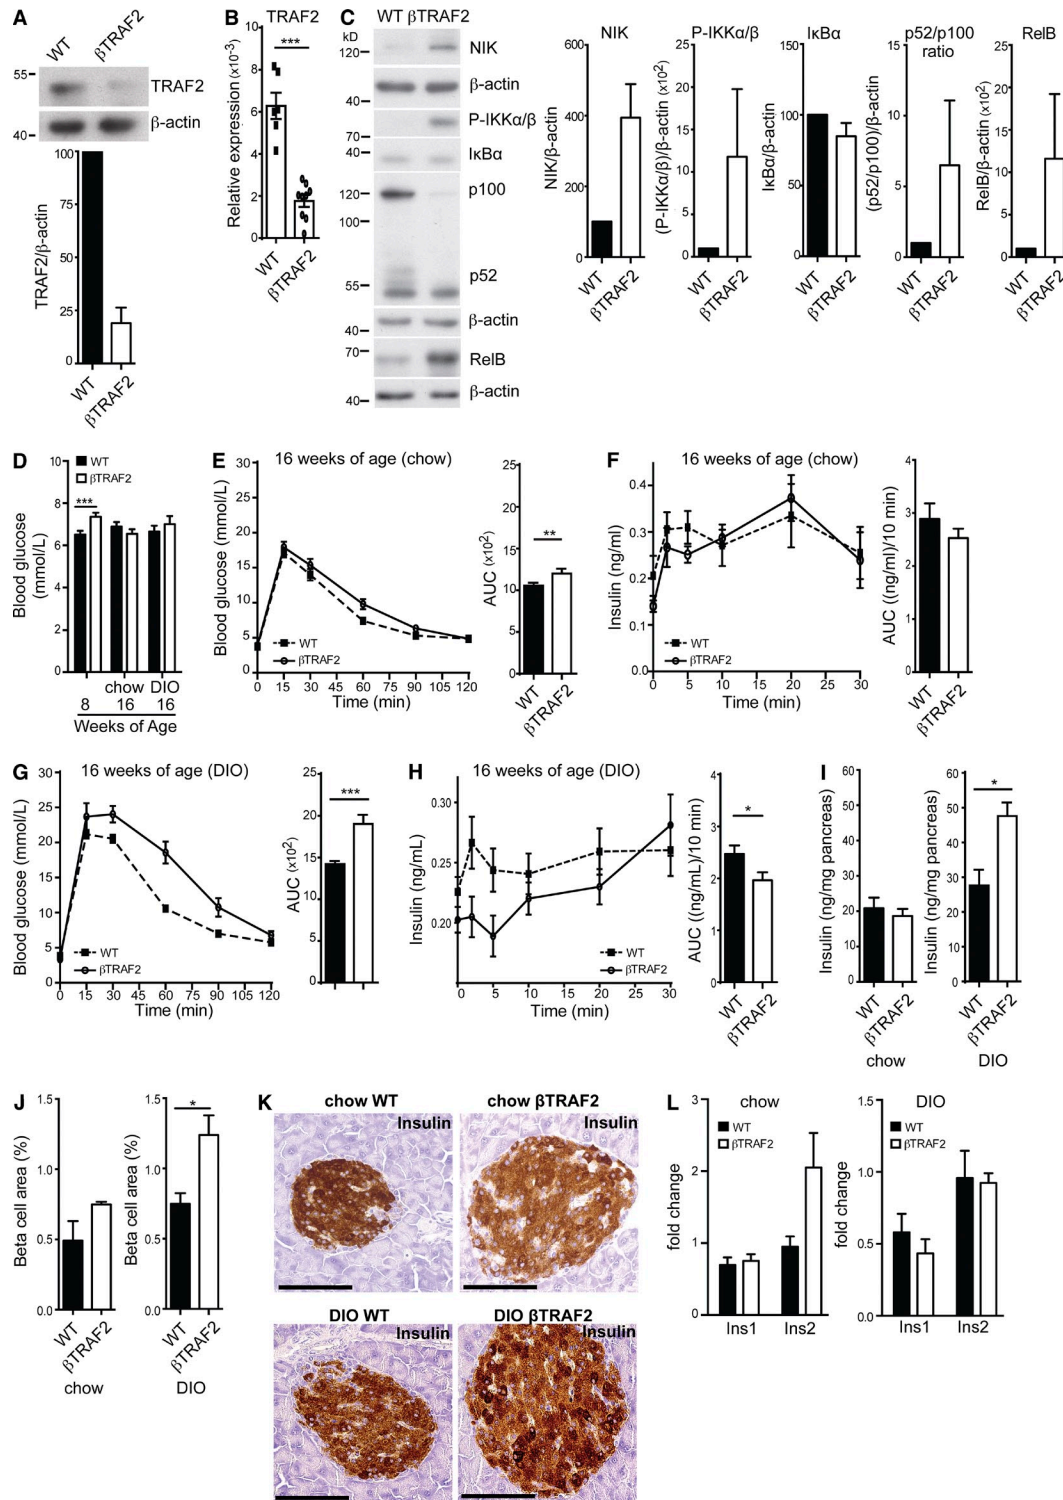 A
WT
βTRAF2
55
TRAF2
β-actin
40
100
75
50
25
0
TRAF2/β-actin
WT
βTRAF2
B
TRAF2
***
10
8
6
4
2
0
Relative expression (x10-3)
WT
βTRAF2
C
WT βTRAF2
kD
120
NIK
β-actin
40
P-IKKα/β
70
40
IκBα
120
p100
100
p52
55
β-actin
40
70
RelB
β-actin
40
NIK
600
400
200
0
NIK/β-actin
WT
βTRAF2
P-IKKα/β
25
20
15
10
5
0
(P-IKKα/β)/β-actin (x10²)
WT
βTRAF2
IκBα
150
100
50
0
IκBα/β-actin
WT
βTRAF2
p52/p100
ratio
15
10
5
0
(p52/p100)/β-actin
WT
βTRAF2
RelB
25
20
15
10
5
0
RelB/β-actin (x10²)
WT
βTRAF2
D
10
8
6
4
2
0
Blood glucose
(mmol/L)
WT
βTRAF2
***
chow DIO
8 16 16
Weeks of Age
E
16 weeks of age (chow)
30
25
20
15
10
5
0
Blood glucose (mmol/L)
WT
βTRAF2
0 15 30 45 60 75 90 105 120
Time (min)
25
20
15
10
5
0
AUC (x10²)
**
WT
βTRAF2
F
16 weeks of age (chow)
0.4
0.3
0.2
0.1
0
Insulin (ng/ml)
WT
βTRAF2
0 5 10 15 20 25 30
Time (min)
4
3
2
1
0
AUC ((ng/ml)/10 min)
WT
βTRAF2
G
16 weeks of age (DIO)
30
25
20
15
10
5
0
Blood glucose (mmol/L)
WT
βTRAF2
0 15 30 45 60 75 90 105 120
Time (min)
25
20
15
10
5
0
AUC (x10²)
***
WT
βTRAF2
H
16 weeks of age (DIO)
0.30
0.25
0.20
Insulin (ng/mL)
WT
βTRAF2
0 5 10 15 20 25 30
Time (min)
4
3
2
1
0
AUC ((ng/mL)/10 min)
*
WT
βTRAF2
I
60
50
40
30
20
10
0
Insulin (ng/mg pancreas)
WT
βTRAF2
chow
60
50
40
30
20
10
0
Insulin (ng/mg pancreas)
*
WT
βTRAF2
DIO
J
1.5
1.0
0.5
0.0
Beta cell area (%)
WT
βTRAF2
chow
1.5
1.0
0.5
0.0
Beta cell area (%)
*
WT
βTRAF2
DIO
K
chow WT
Insulin
chow βTRAF2
Insulin
DIO WT
Insulin
DIO βTRAF2
Insulin
L
chow
3
2
1
0
fold change
WT
βTRAF2
Ins1 Ins2
DIO
1.5
1.0
0.5
0.0
fold change
WT
βTRAF2
Ins1 Ins2